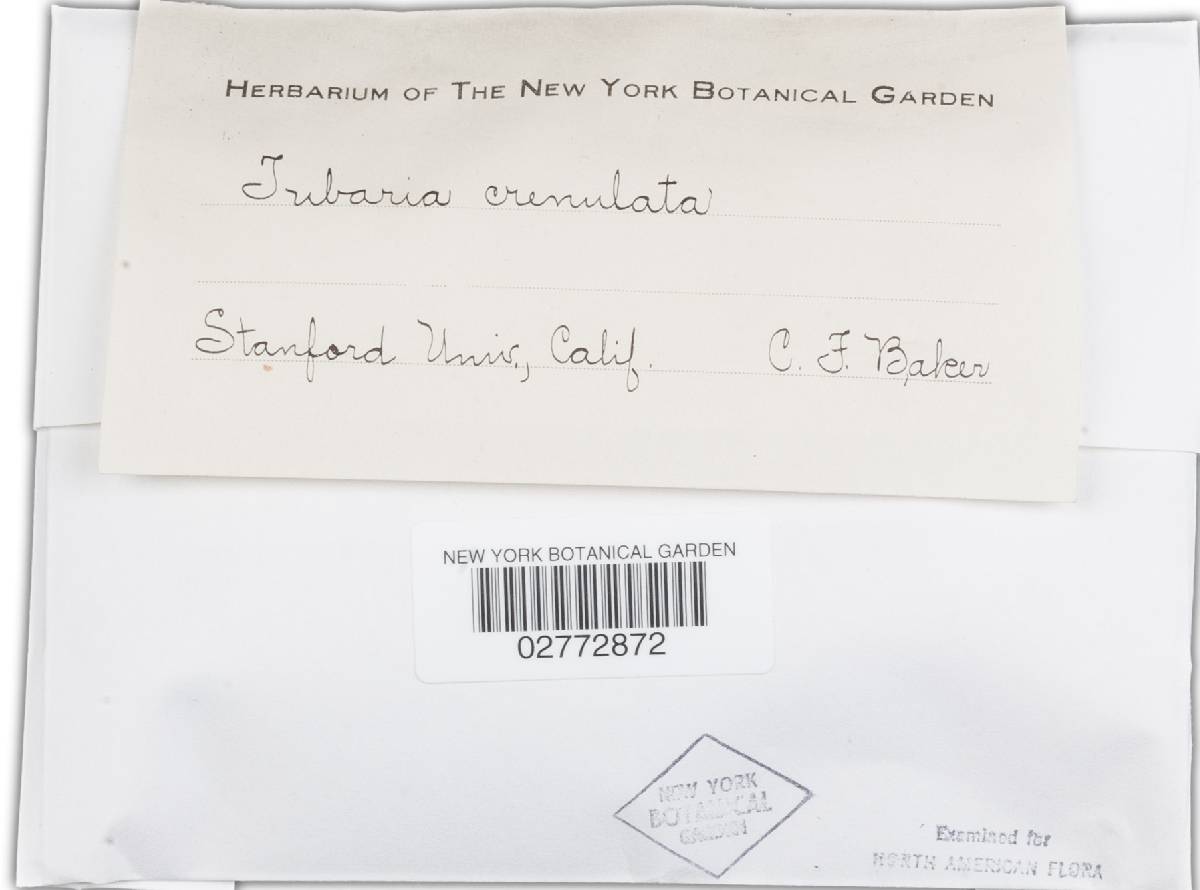 HERBARIUM OF THE NEW YORK BOTANICAL GARDEN
Tubaria crenulata
Stanford Univ., Calif. C. F. Baker
NEW YORK BOTANICAL GARDEN
02772872
NEW YORK
BOTANICAL
GARDEN
Examined for
NORTH AMERICAN FLORA